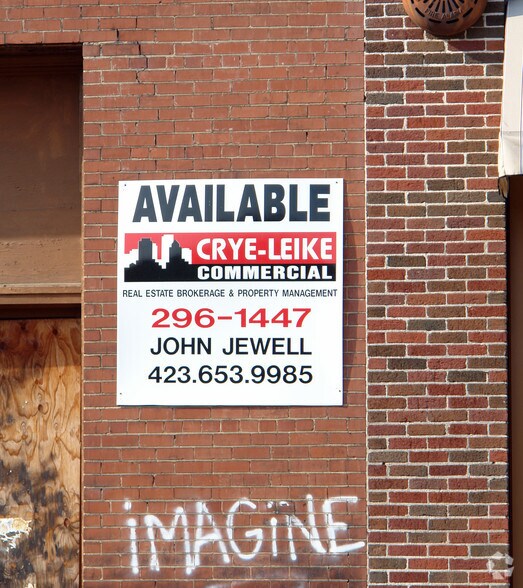 AVAILABLE
CRYE-LEIKE
COMMERCIAL
REAL ESTATE BROKERAGE & PROPERTY MANAGEMENT
296-1447
JOHN JEWELL
423.653.9985
iMAGiNE